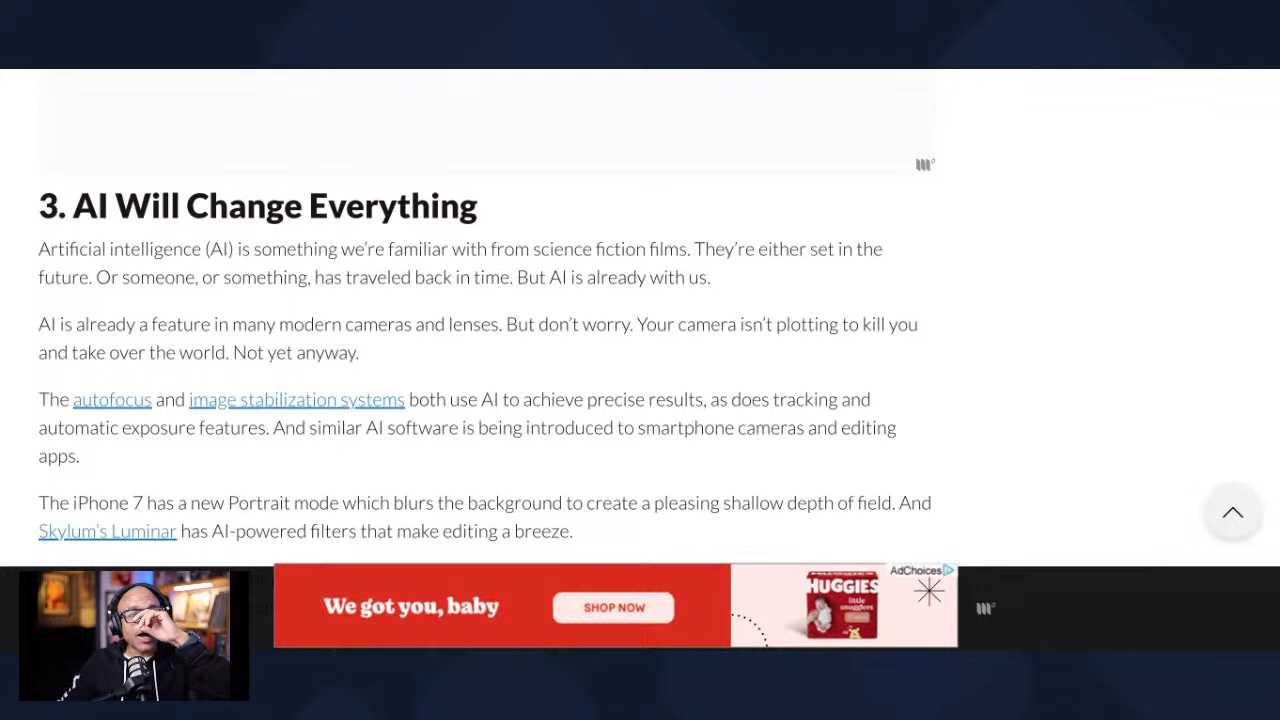 3. AI Will Change Everything
Artificial intelligence (AI) is something we’re familiar with from science fiction films. They’re either set in the
future. Or someone, or something, has traveled back in time. But AI is already with us.
AI is already a feature in many modern cameras and lenses. But don’t worry. Your camera isn’t plotting to kill you
and take over the world. Not yet anyway.
The autofocus and image stabilization systems both use AI to achieve precise results, as does tracking and
automatic exposure features. And similar AI software is being introduced to smartphone cameras and editing
apps.
The iPhone 7 has a new Portrait mode which blurs the background to create a pleasing shallow depth of field. And
Skylum’s Luminar has AI-powered filters that make editing a breeze.
AdChoices
We got you, baby
SHOP NOW
HUGGIES
little
snugglers